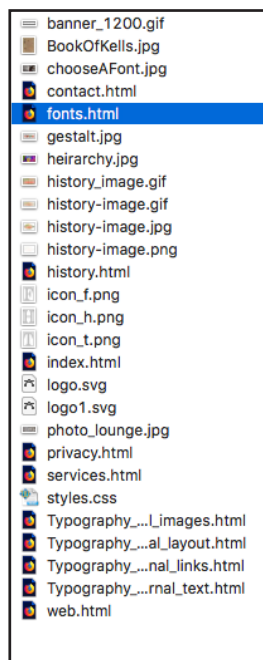 banner_1200.gif
BookOfKells.jpg
chooseAFont.jpg
contact.html
fonts.html
gestalt.jpg
heirarchy.jpg
history_image.gif
history-image.gif
history-image.jpg
history-image.png
history.html
icon_f.png
icon_h.png
icon_t.png
index.html
logo.svg
logo1.svg
photo_lounge.jpg
privacy.html
services.html
styles.css
Typography_...l_images.html
Typography_...al_layout.html
Typography_...nal_links.html
Typography_...rnal_text.html
web.html